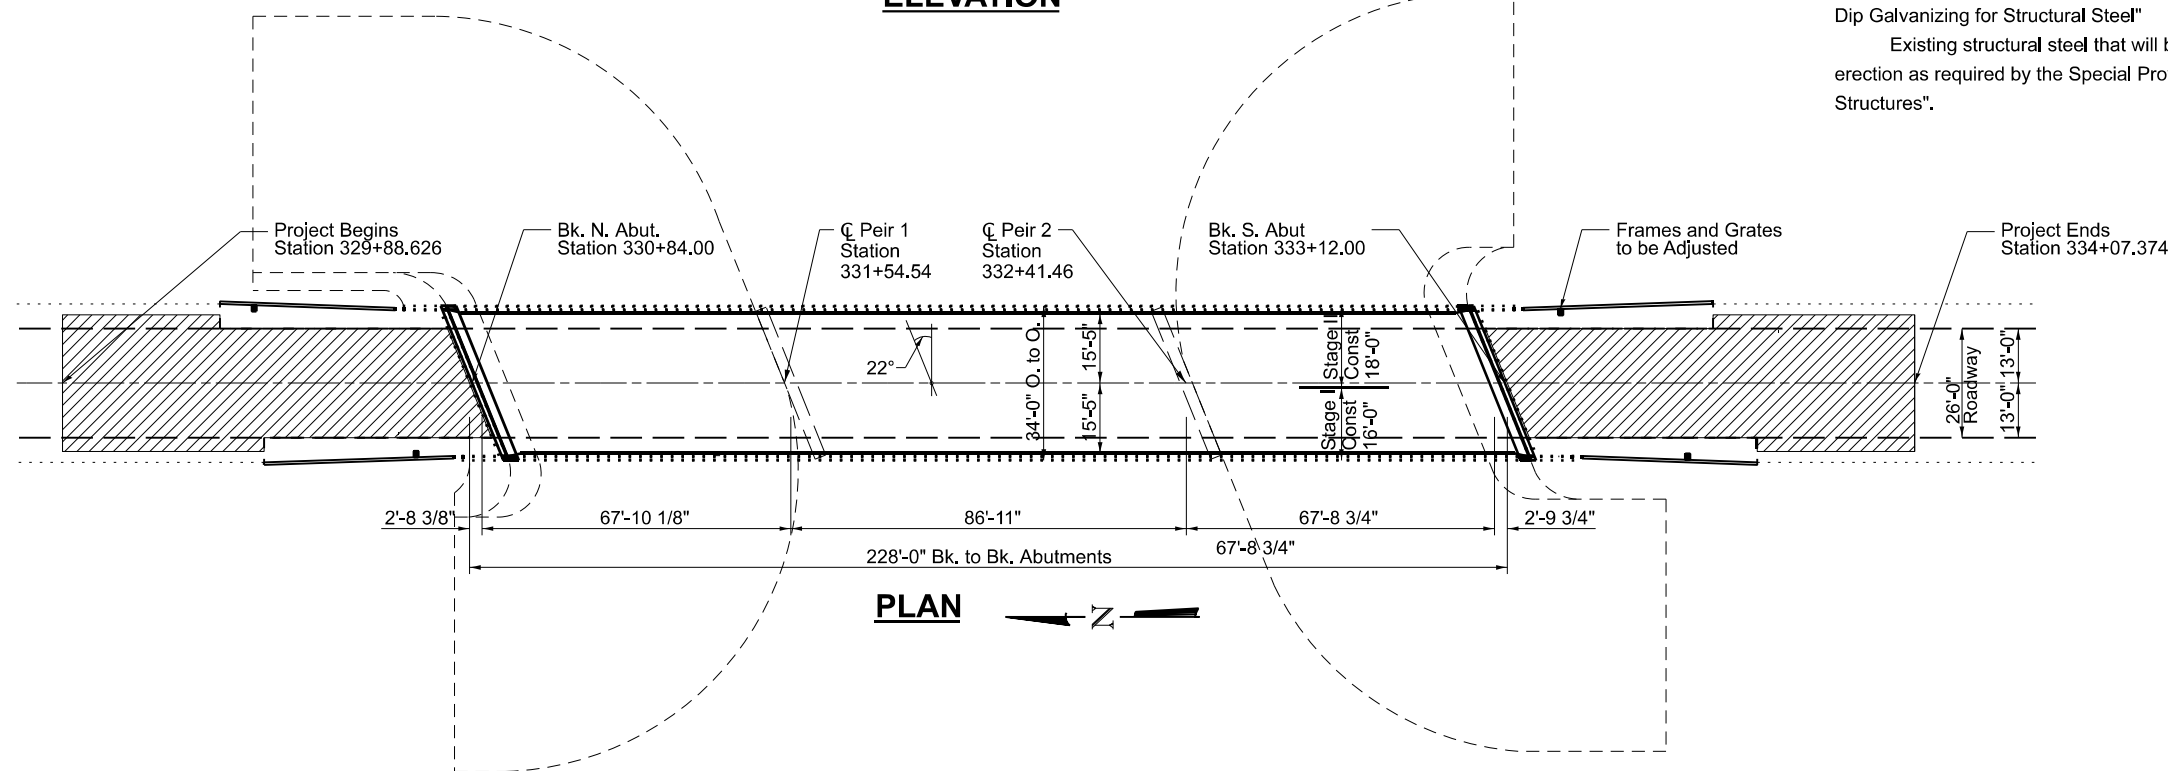 ELEVATION
Dip Galvanizing for Structural Steel"
Existing structural steel that will b
erection as required by the Special Pro
Structures".
Project Begins
Station 329+88.626
Bk. N. Abut.
Station 330+84.00
℄ Peir 1
Station
331+54.54
℄ Peir 2
Station
332+41.46
Bk. S. Abut
Station 333+12.00
Frames and Grates
to be Adjusted
Project Ends
Station 334+07.374
22°
34'-0" O. to O.
15'-5"
15'-5"
Stage II
Const
18'-0"
Stage I
Const
16'-0"
26'-0"
Roadway
13'-0"
13'-0"
2'-8 3/8"
67'-10 1/8"
86'-11"
67'-8 3/4"
2'-9 3/4"
228'-0" Bk. to Bk. Abutments
67'-8 3/4"
PLAN
N